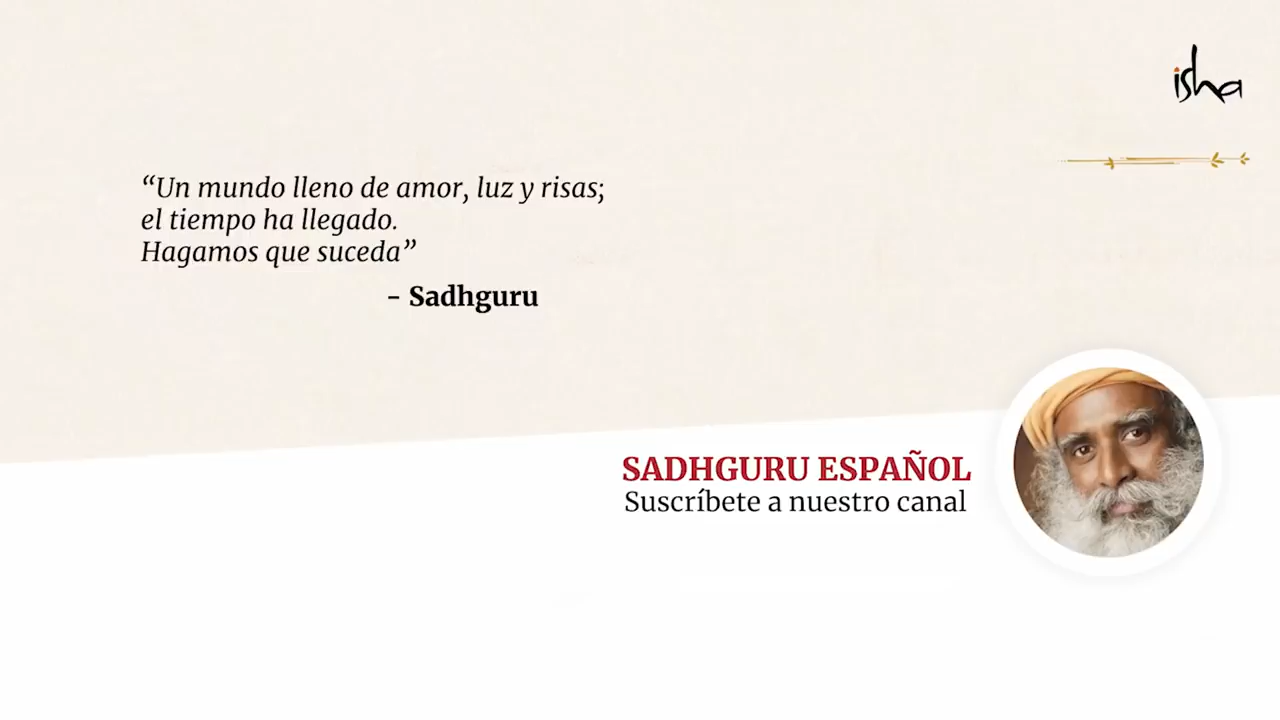 isha
“Un mundo lleno de amor, luz y risas;
el tiempo ha llegado.
Hagamos que suceda”
- Sadhguru
SADHGURU ESPAÑOL
Suscríbete a nuestro canal